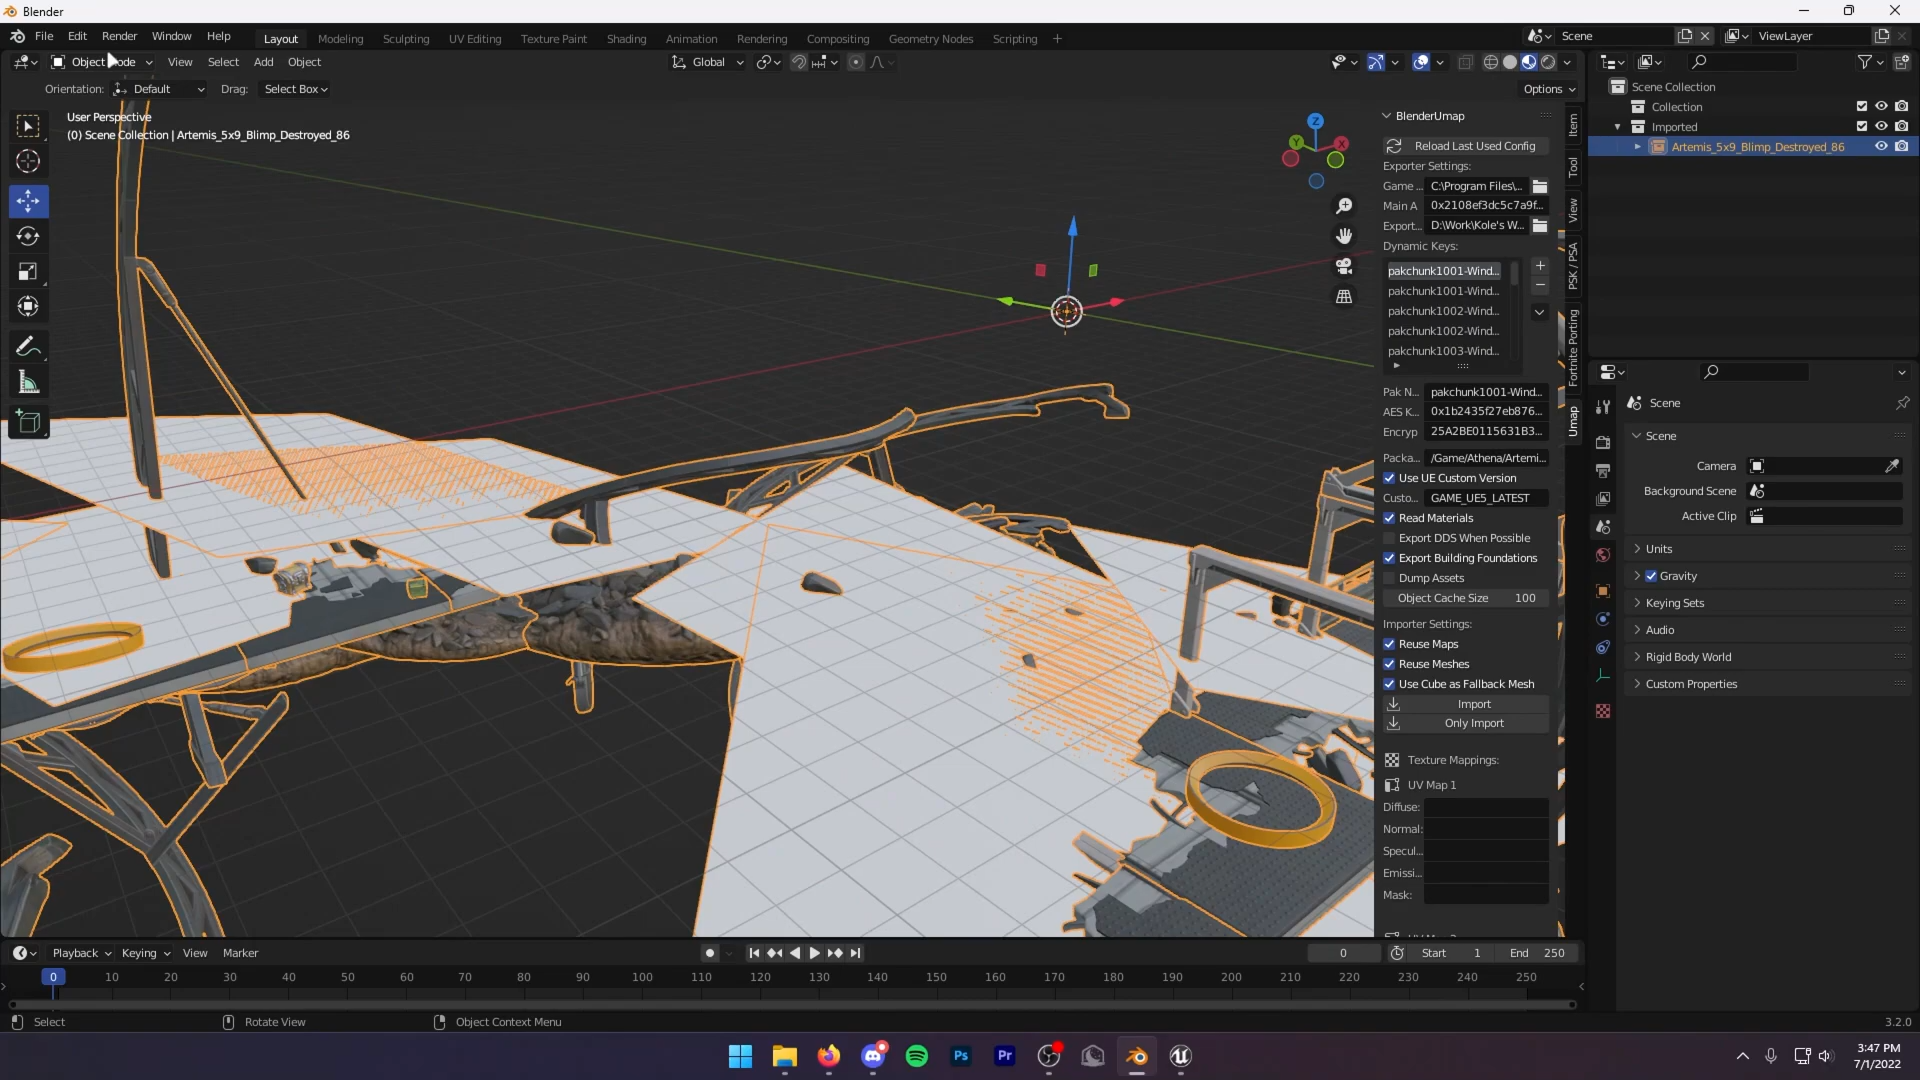 Blender
File Edit Render Window Help Layout Modeling Sculpting UV Editing Texture Paint Shading Animation Rendering Compositing Geometry Nodes Scripting + Scene ViewLayer
View Select Add Object Global
Orientation: Default Drag: Select Box Options
User Perspective
(0) Scene Collection | Artemis_5x9_Blimp_Destroyed_86
Z
Y
X
BlenderUmap
Reload Last Used Config
Exporter Settings:
Game ... C:\Program Files\...
Main A 0x2108ef3dc5c7a9f...
Export... D:\Work\Kole's W...
Dynamic Keys:
pakchunk1001-Wind...
pakchunk1001-Wind...
pakchunk1002-Wind...
pakchunk1002-Wind...
pakchunk1003-Wind...
Pak N... pakchunk1001-Wind...
AES K... 0x1b2435f27eb876...
Encryp 25A2BE0115631B3...
Packa... /Game/Athena/Artemi...
Use UE Custom Version
Custo... GAME_UE5_LATEST
Read Materials
Export DDS When Possible
Export Building Foundations
Dump Assets
Object Cache Size 100
Importer Settings:
Reuse Maps
Reuse Meshes
Use Cube as Fallback Mesh
Import
Only Import
Texture Mappings:
UV Map 1
Diffuse:
Normal:
Specul...
Emissi...
Mask:
Item
Tool
View
PSK / PSA
Fortnite Porting
Umap
Scene Collection
Collection
Imported
Artemis_5x9_Blimp_Destroyed_86
Scene
Scene
Camera
Background Scene
Active Clip
Units
Gravity
Keying Sets
Audio
Rigid Body World
Custom Properties
Playback Keying View Marker 0 Start 1 End 250
0 10 20 30 40 50 60 70 80 90 100 110 120 130 140 150 160 170 180 190 200 210 220 230 240 250
Select Rotate View Object Context Menu 3.2.0
Ps Pr
3:47 PM
7/1/2022